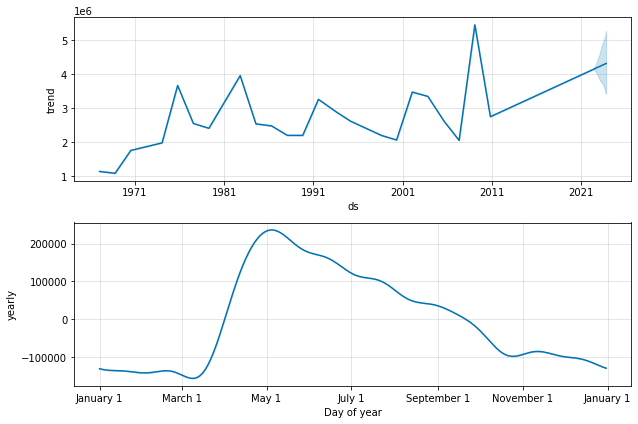 1e6
5
4
3
2
1
trend
1971 1981 1991 2001 2011 2021
ds
200000
100000
0
−100000
yearly
January 1 March 1 May 1 July 1 September 1 November 1 January 1
Day of year